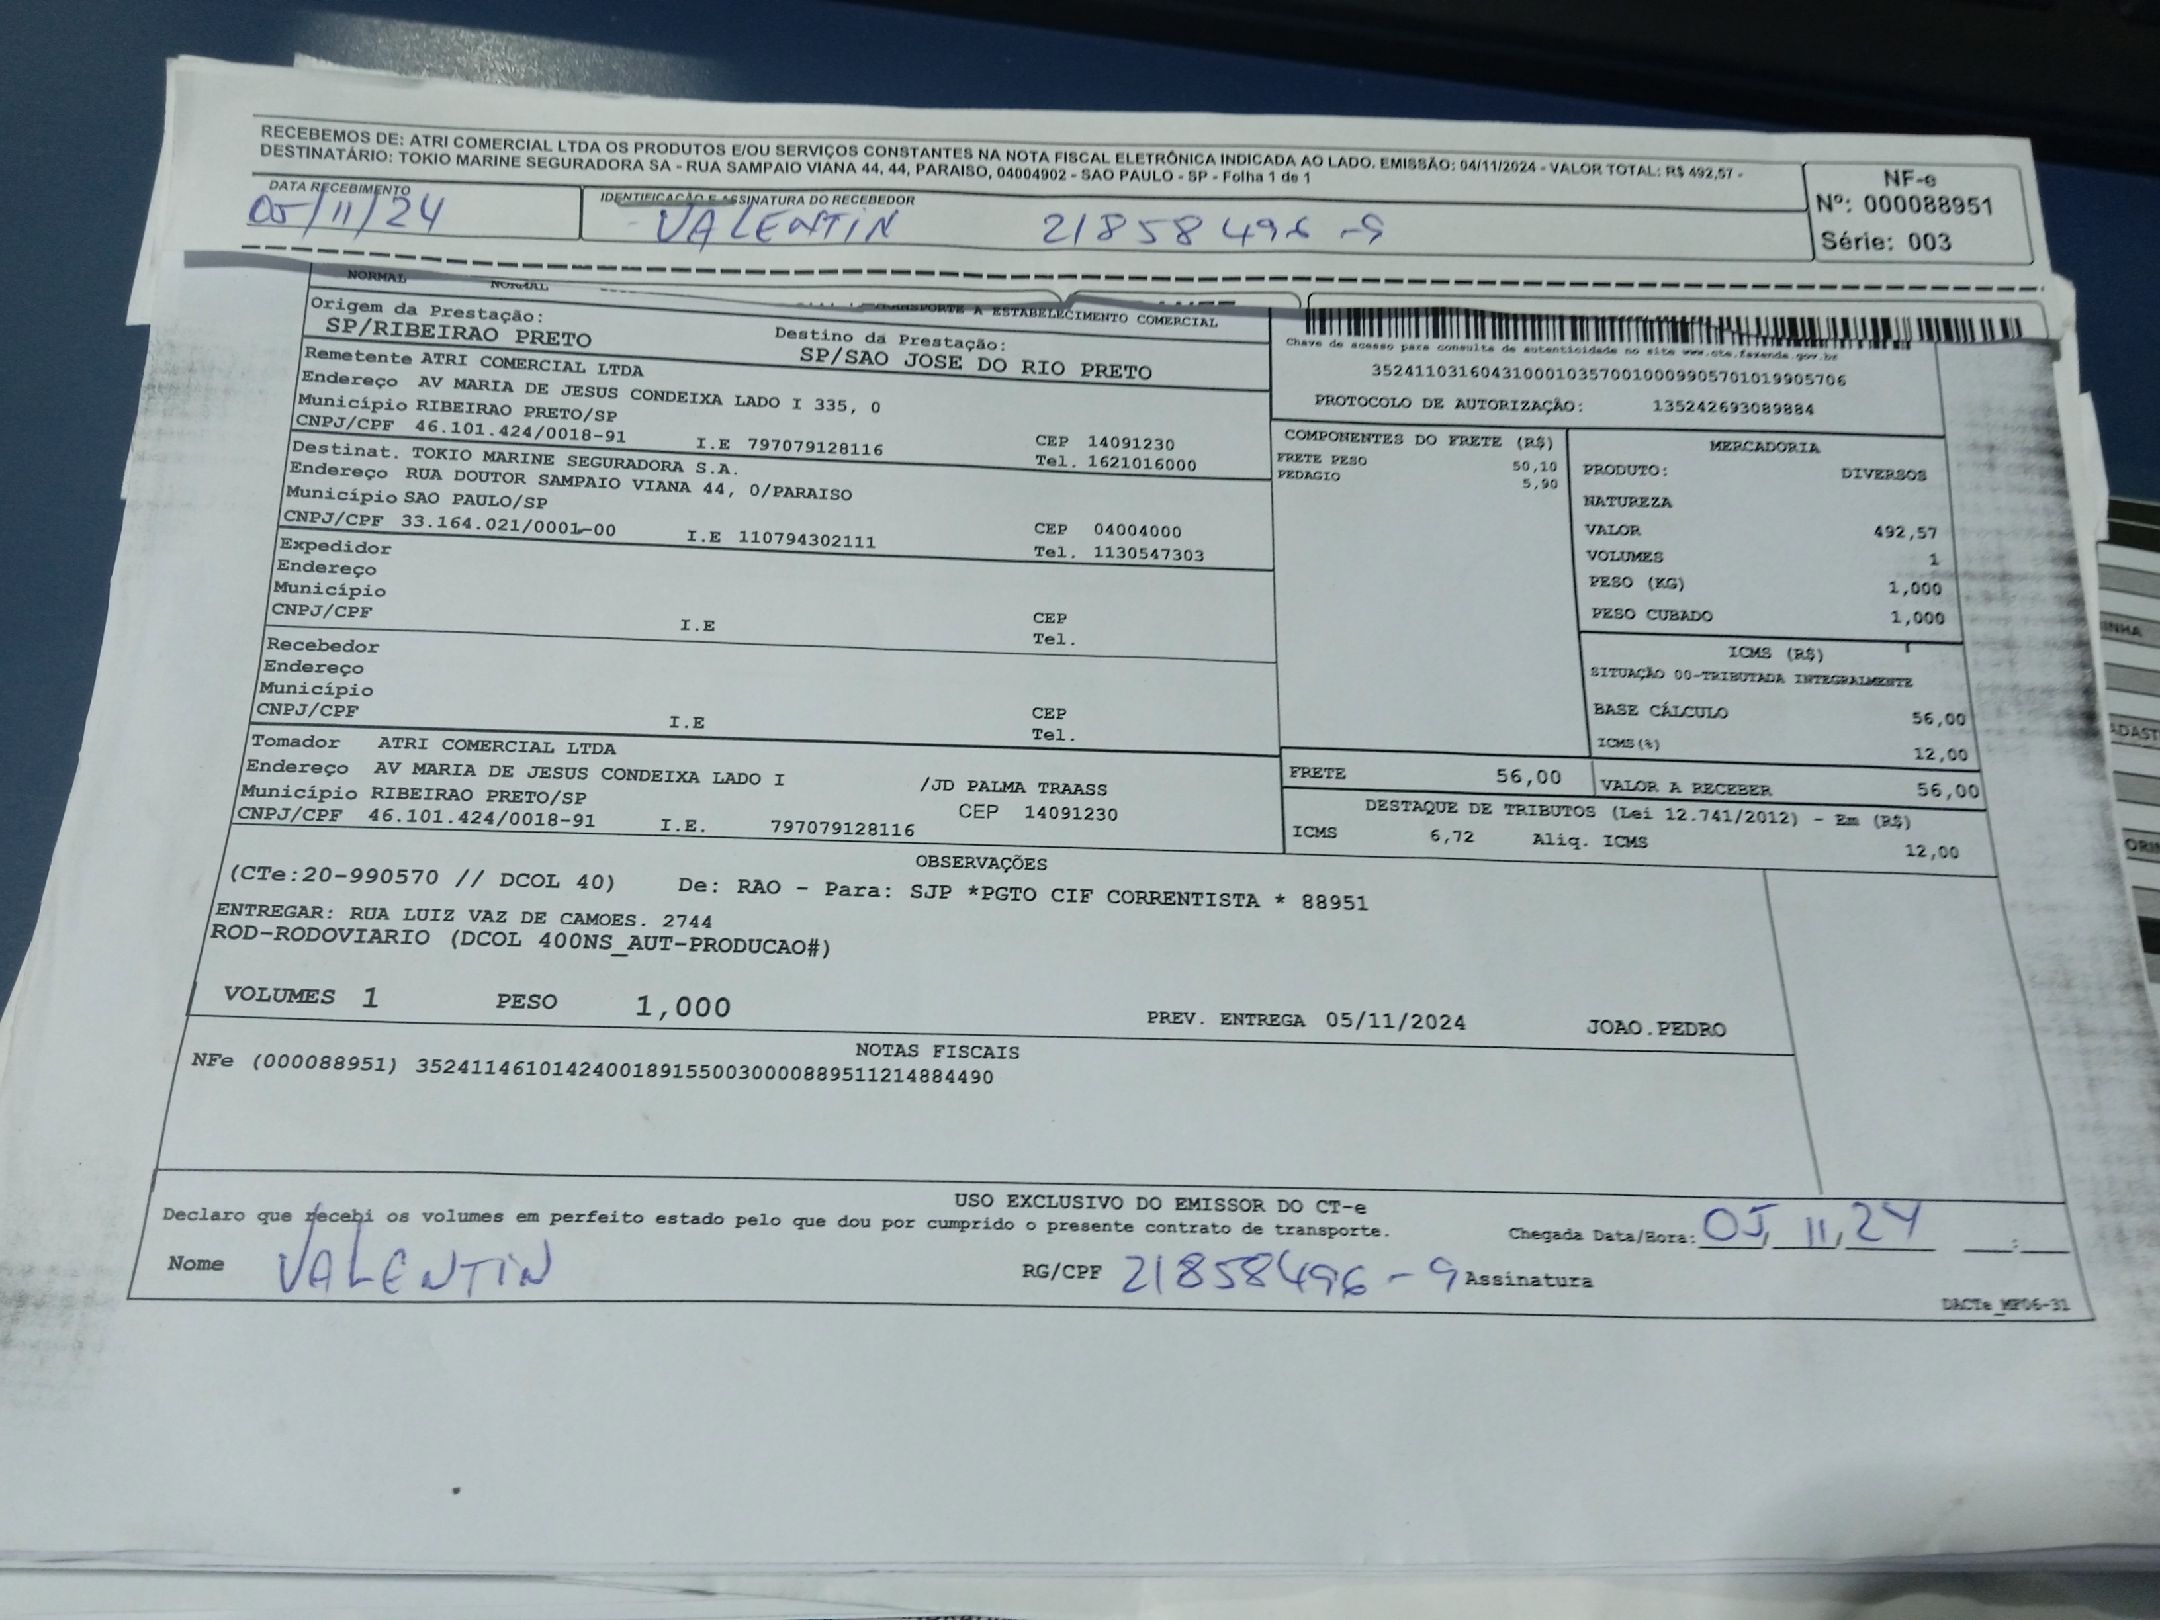 RECEBEMOS DE: ATRI COMERCIAL LTDA OS PRODUTOS E/OU SERVIÇOS CONSTANTES NA NOTA FISCAL ELETRÔNICA INDICADA AO LADO. EMISSÃO: 04/11/2024 - VALOR TOTAL: R$ 492,57 -
DESTINATÁRIO: TOKIO MARINE SEGURADORA SA - RUA SAMPAIO VIANA 44, 44, PARAISO, 04004902 - SAO PAULO - SP - Folha 1 de 1
NF-e
Nº: 000088951
Série: 003
DATA RECEBIMENTO
05/11/24
IDENTIFICAÇÃO E ASSINATURA DO RECEBEDOR
VALENTIN 21858496-9
NORMAL NORMAL
TRANSPORTE A ESTABELECIMENTO COMERCIAL
Origem da Prestação:
SP/RIBEIRAO PRETO
Destino da Prestação:
SP/SAO JOSE DO RIO PRETO
Remetente ATRI COMERCIAL LTDA
Endereço AV MARIA DE JESUS CONDEIXA LADO I 335, 0
Município RIBEIRAO PRETO/SP
CNPJ/CPF 46.101.424/0018-91 I.E 797079128116
CEP 14091230
Tel. 1621016000
Destinat. TOKIO MARINE SEGURADORA S.A.
Endereço RUA DOUTOR SAMPAIO VIANA 44, 0/PARAISO
Município SAO PAULO/SP
CNPJ/CPF 33.164.021/0001-00 I.E 110794302111
CEP 04004000
Tel. 1130547303
Expedidor
Endereço
Município
CNPJ/CPF I.E
CEP
Tel.
Recebedor
Endereço
Município
CNPJ/CPF I.E
CEP
Tel.
Tomador ATRI COMERCIAL LTDA
Endereço AV MARIA DE JESUS CONDEIXA LADO I /JD PALMA TRAASS
Município RIBEIRAO PRETO/SP CEP 14091230
CNPJ/CPF 46.101.424/0018-91 I.E. 797079128116
Chave de acesso para consulta de autenticidade no site www.cte.fazenda.gov.br
35241103160431000103570010009905701019905706
PROTOCOLO DE AUTORIZAÇÃO: 135242693089884
COMPONENTES DO FRETE (R$)
FRETE PESO 50,10
PEDAGIO 5,90
MERCADORIA
PRODUTO: DIVERSOS
NATUREZA
VALOR 492,57
VOLUMES 1
PESO (KG) 1,000
PESO CUBADO 1,000
ICMS (R$)
SITUAÇÃO 00-TRIBUTADA INTEGRALMENTE
BASE CÁLCULO 56,00
ICMS(%) 12,00
FRETE 56,00
VALOR A RECEBER 56,00
DESTAQUE DE TRIBUTOS (Lei 12.741/2012) - Em (R$)
ICMS 6,72 Aliq. ICMS 12,00
OBSERVAÇÕES
(CTe:20-990570 // DCOL 40) De: RAO - Para: SJP *PGTO CIF CORRENTISTA * 88951
ENTREGAR: RUA LUIZ VAZ DE CAMOES. 2744
ROD-RODOVIARIO (DCOL 400NS_AUT-PRODUCAO#)
VOLUMES 1 PESO 1,000 PREV. ENTREGA 05/11/2024 JOAO.PEDRO
NOTAS FISCAIS
NFe (000088951) 35241146101424001891550030000889511214884490
USO EXCLUSIVO DO EMISSOR DO CT-e
Declaro que recebi os volumes em perfeito estado pelo que dou por cumprido o presente contrato de transporte.
Chegada Data/Hora: 05, 11, 24 __:__
Nome VALENTIN RG/CPF 21858496-9 Assinatura
DACTe_MP06-31